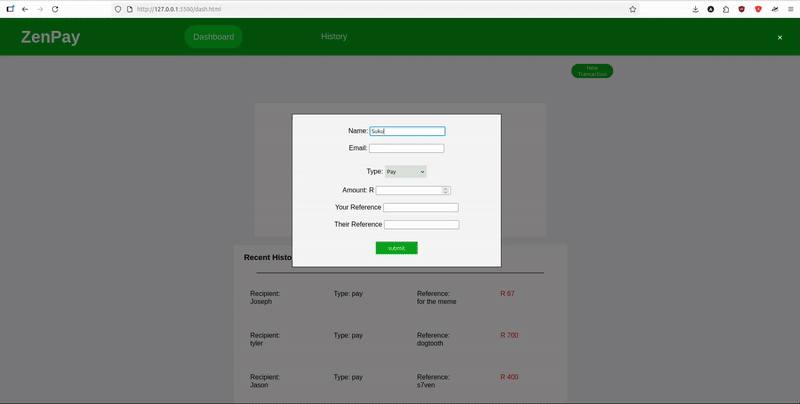 http://127.0.0.1:5500/dash.html
ZenPay
Dashboard
History
×
New
Transaction
Name: Suku
Email:
Type: Pay
Amount: R
Your Reference
Their Reference
submit
Recent Histo
Recipient: Type: pay Reference: R 67
Joseph for the meme
Recipient: Type: pay Reference: R 700
tyler dogtooth
Recipient: Type: pay Reference: R 400
Jason s7ven